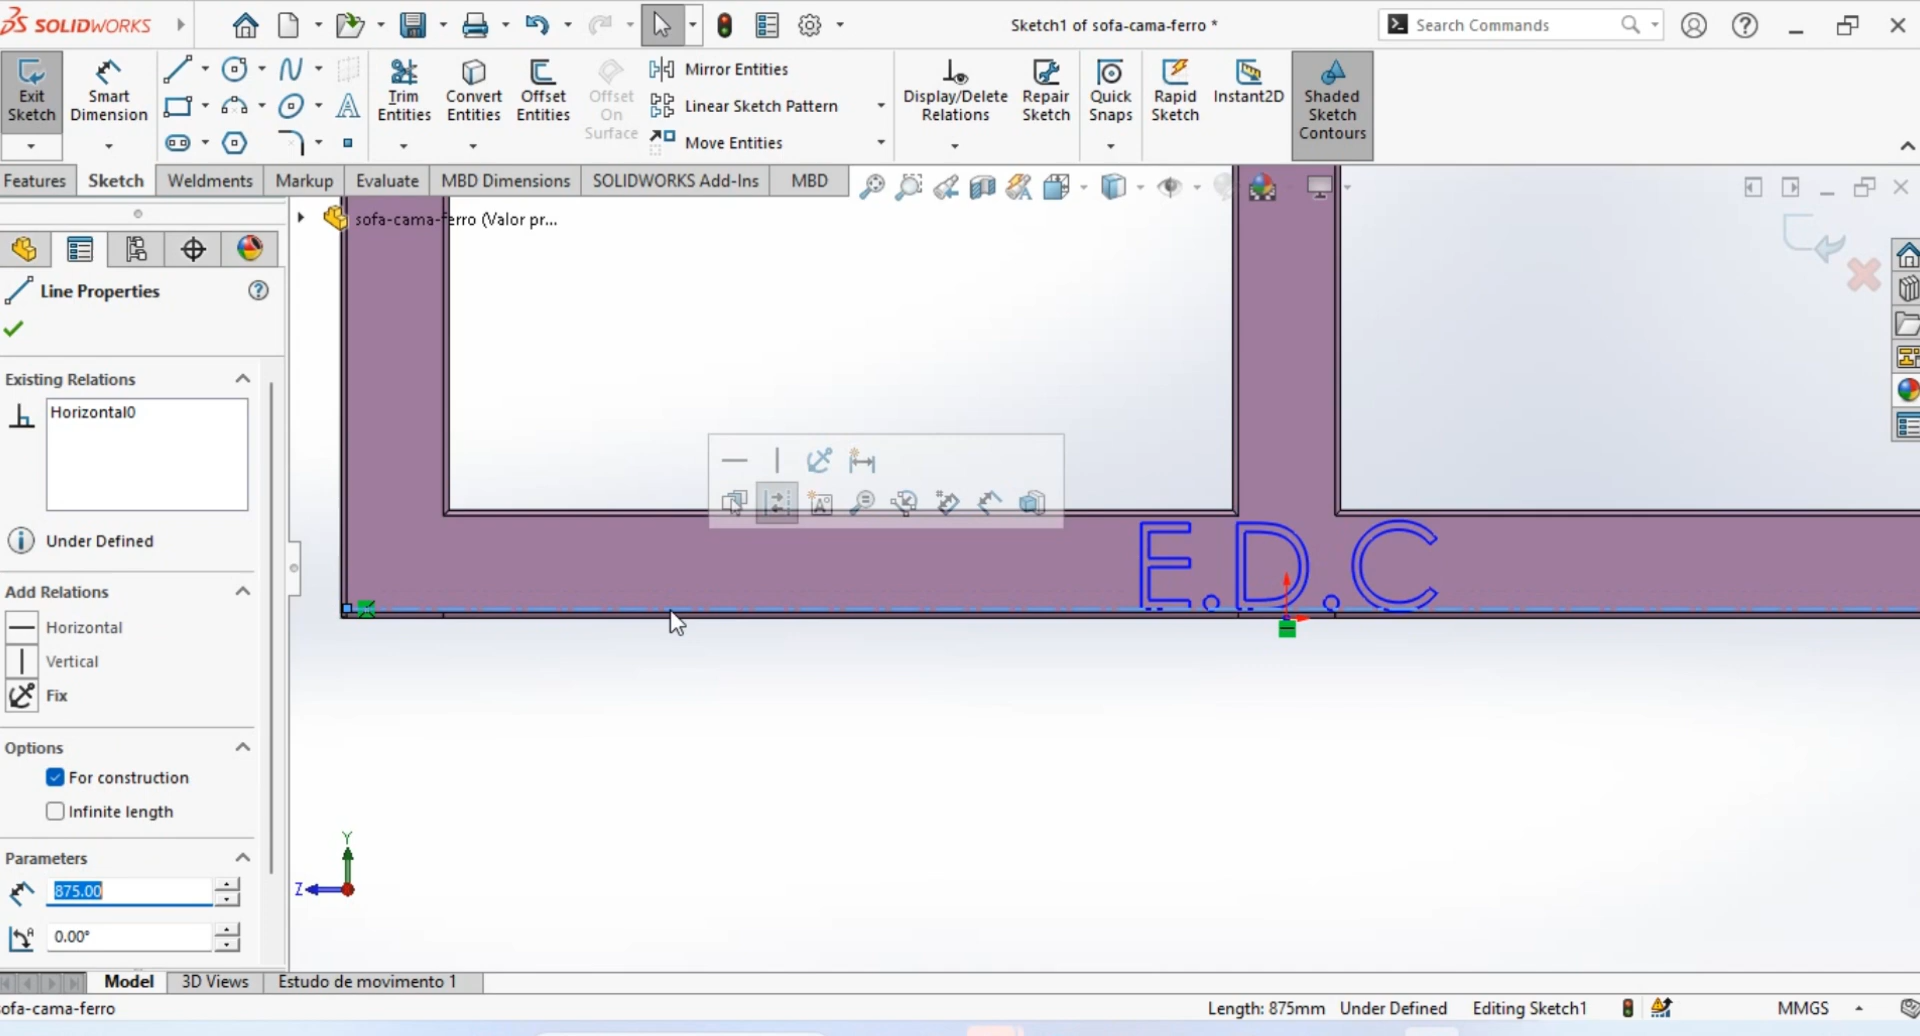 SOLIDWORKS
Sketch1 of sofa-cama-ferro *
Search Commands
Exit Sketch
Smart Dimension
Trim Entities
Convert Entities
Offset Entities
Offset On Surface
Mirror Entities
Linear Sketch Pattern
Move Entities
Display/Delete Relations
Repair Sketch
Quick Snaps
Rapid Sketch
Instant2D
Shaded Sketch Contours
Features
Sketch
Weldments
Markup
Evaluate
MBD Dimensions
SOLIDWORKS Add-Ins
MBD
sofa-cama-ferro (Valor pr...
Line Properties
Existing Relations
Horizontal0
Under Defined
Add Relations
Horizontal
Vertical
Fix
Options
For construction
Infinite length
Parameters
875.00
0.00°
E.D.C
Y
Z
Model
3D Views
Estudo de movimento 1
ofa-cama-ferro
Length: 875mm
Under Defined
Editing Sketch1
MMGS